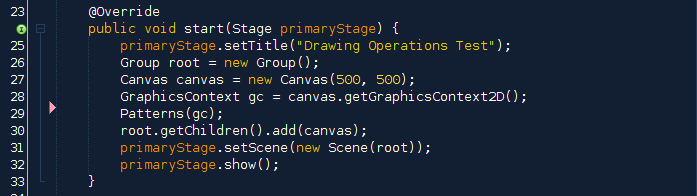 23 @Override
public void start(Stage primaryStage) {
25 primaryStage.setTitle("Drawing Operations Test");
26 Group root = new Group();
27 Canvas canvas = new Canvas(500, 500);
28 GraphicsContext gc = canvas.getGraphicsContext2D();
29 Patterns(gc);
30 root.getChildren().add(canvas);
31 primaryStage.setScene(new Scene(root));
32 primaryStage.show();
33 }